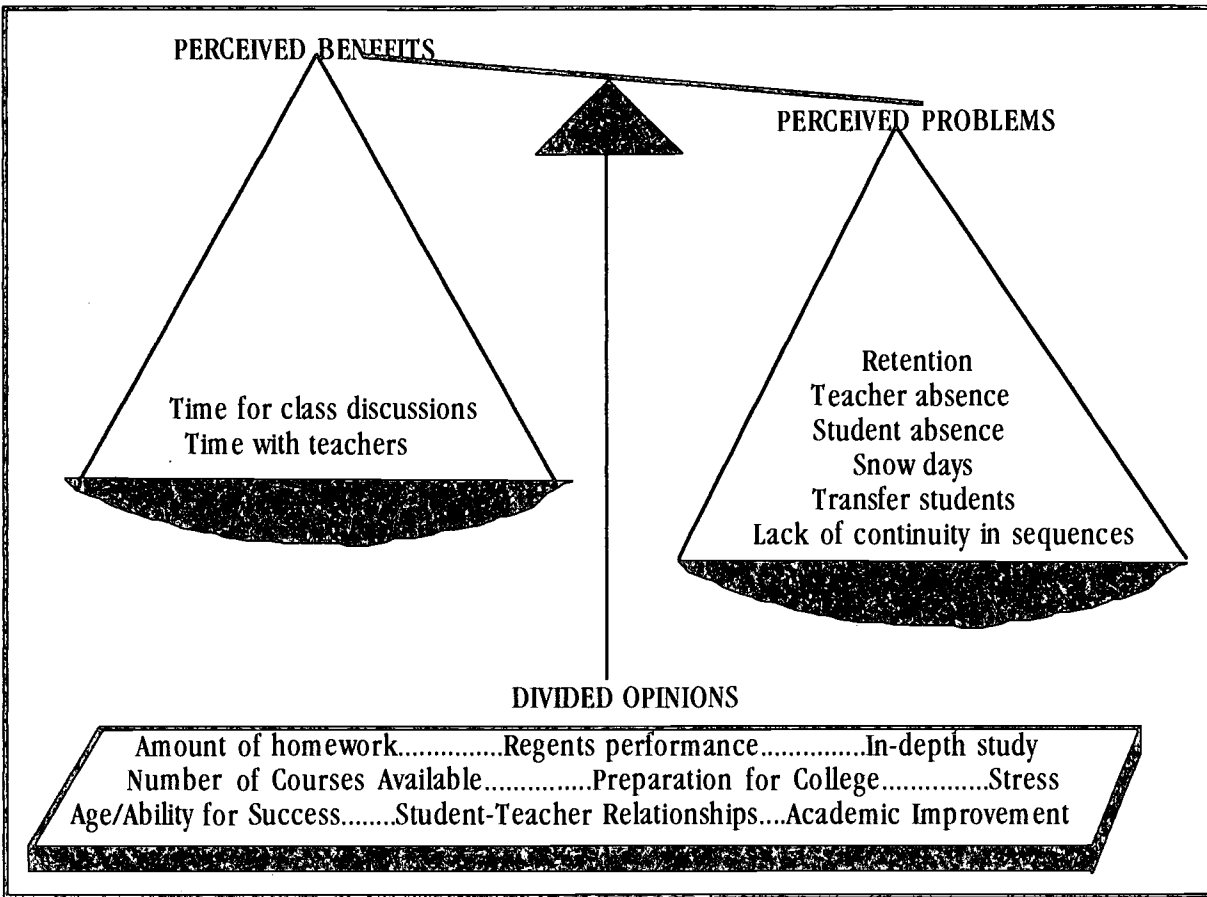 PERCEIVED BENEFITS
PERCEIVED PROBLEMS
Time for class discussions
Time with teachers
Retention
Teacher absence
Student absence
Snow days
Transfer students
Lack of continuity in sequences
DIVIDED OPINIONS
Amount of homework..............Regents performance..............In-depth study
Number of Courses Available..............Preparation for College..............Stress
Age/Ability for Success........Student-Teacher Relationships....Academic Improvement